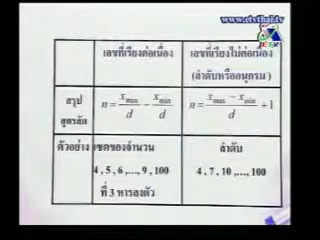 www.etvthai.tv
ETV
เลขที่เรียงต่อเนื่อง
เลขที่เรียงไม่ต่อเนื่อง
(ลำดับหรืออนุกรม)
สรุป
สูตรลัด
n = x_max/d - x_min/d
n = (x_max - x_min)/d + 1
ตัวอย่าง
เซตของจำนวน
4 , 5 , 6 ,..., 9 , 100
ที่ 3 หารลงตัว
ลำดับ
4 , 7 , 10 ,..., 100